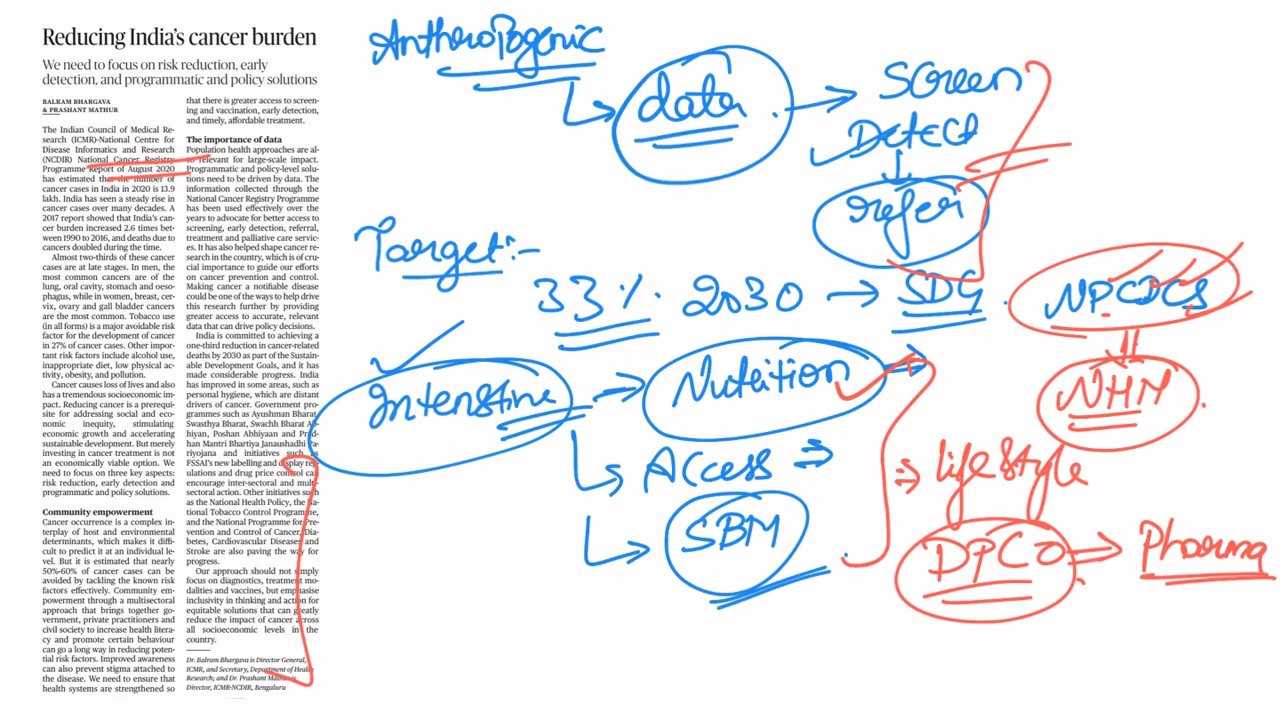 Reducing India's cancer burden
We need to focus on risk reduction, early
detection, and programmatic and policy solutions
BALRAM BHARGAVA
& PRASHANT MATHUR
The Indian Council of Medical Re-
search (ICMR)-National Centre for
Disease Informatics and Research
(NCDIR) National Cancer Registry
Programme Report of August 2020
has estimated that the number of
cancer cases in India in 2020 is 13.9
lakh. India has seen a steady rise in
cancer cases over many decades. A
2017 report showed that India's can-
cer burden increased 2.6 times bet-
ween 1990 to 2016, and deaths due to
cancers doubled during the time.
Almost two-thirds of these cancer
cases are at late stages. In men, the
most common cancers are of the
lung, oral cavity, stomach and oeso-
phagus, while in women, breast, cer-
vix, ovary and gall bladder cancers
are the most common. Tobacco use
(in all forms) is a major avoidable risk
factor for the development of cancer
in 27% of cancer cases. Other impor-
tant risk factors include alcohol use,
inappropriate diet, low physical ac-
tivity, obesity, and pollution.
Cancer causes loss of lives and also
has a tremendous socioeconomic im-
pact. Reducing cancer is a prerequi-
site for addressing social and eco-
nomic inequity, stimulating
economic growth and accelerating
sustainable development. But merely
investing in cancer treatment is not
an economically viable option. We
need to focus on three key aspects:
risk reduction, early detection and
programmatic and policy solutions.
Community empowerment
Cancer occurrence is a complex in-
terplay of host and environmental
determinants, which makes it diffi-
cult to predict it at an individual le-
vel. But it is estimated that nearly
50%-60% of cancer cases can be
avoided by tackling the known risk
factors effectively. Community em-
powerment through a multisectoral
approach that brings together go-
vernment, private practitioners and
civil society to increase health litera-
cy and promote certain behaviour
can go a long way in reducing poten-
tial risk factors. Improved awareness
can also prevent stigma attached to
the disease. We need to ensure that
health systems are strengthened so
that there is greater access to screen-
ing and vaccination, early detection,
and timely, affordable treatment.
The importance of data
Population health approaches are al-
so relevant for large-scale impact.
Programmatic and policy-level solu-
tions need to be driven by data. The
information collected through the
National Cancer Registry Programme
has been used effectively over the
years to advocate for better access to
screening, early detection, referral,
treatment and palliative care servic-
es. It has also helped shape cancer re-
search in the country, which is of cru-
cial importance to guide our efforts
on cancer prevention and control.
Making cancer a notifiable disease
could be one of the ways to help drive
this research further by providing
greater access to accurate, relevant
data that can drive policy decisions.
India is committed to achieving a
one-third reduction in cancer-related
deaths by 2030 as part of the Sustain-
able Development Goals, and it has
made considerable progress. India
has improved in some areas, such as
personal hygiene, which are distant
drivers of cancer. Government pro-
grammes such as Ayushman Bharat,
Swasthya Bharat, Swachh Bharat Ab-
hiyan, Poshan Abhiyaan and Prad-
han Mantri Bhartiya Janaushadhi Pa-
riyojana and initiatives such as
FSSAI's new labelling and display reg-
ulations and drug price control can
encourage inter-sectoral and multi-
sectoral action. Other initiatives such
as the National Health Policy, the Na-
tional Tobacco Control Programme,
and the National Programme for Pre-
vention and Control of Cancer, Dia-
betes, Cardiovascular Diseases and
Stroke are also paving the way for
progress.
Our approach should not simply
focus on diagnostics, treatment mo-
dalities and vaccines, but emphasise
inclusivity in thinking and action for
equitable solutions that can greatly
reduce the impact of cancer across
all socioeconomic levels in the
country.
Dr. Balram Bhargava is Director General,
ICMR, and Secretary, Department of Health
Research; and Dr. Prashant Mathur is
Director, ICMR-NCDIR, Bengaluru
Antheropogenic
data → Screen
Detect
refer
Target:-
33% 2030 → SDG.
NPCDCS
NHM
Intenstine → Nutrition →
Access ⇒
SBM
⇒ lifestyle
DPCO ⇒ Pharma